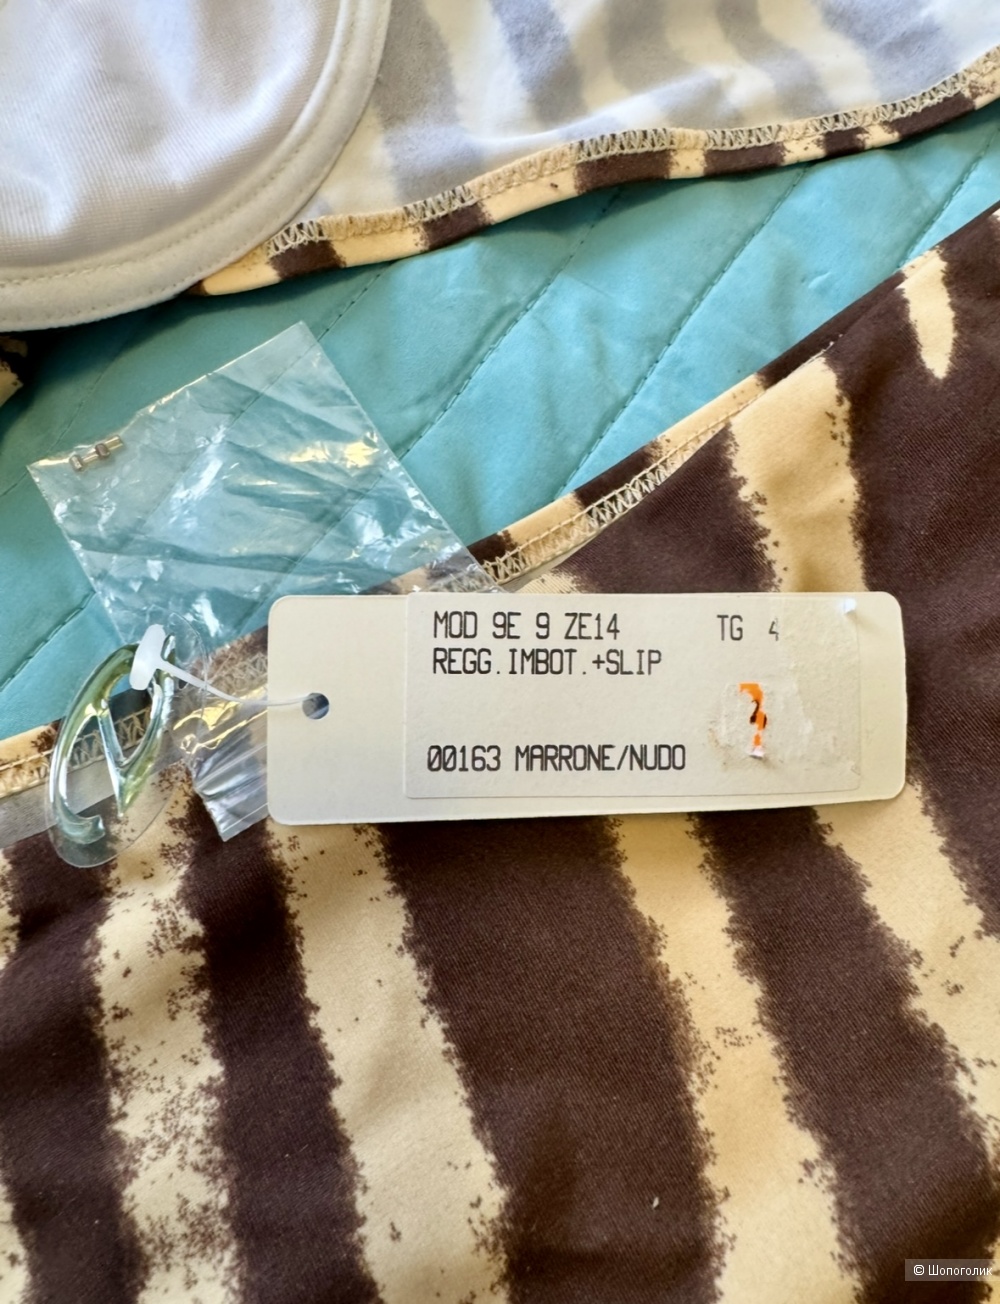 MOD 9E 9 ZE14 TG 4
REGG.IMBOT.+SLIP
00163 MARRONE/NUDO
© Шопоголик